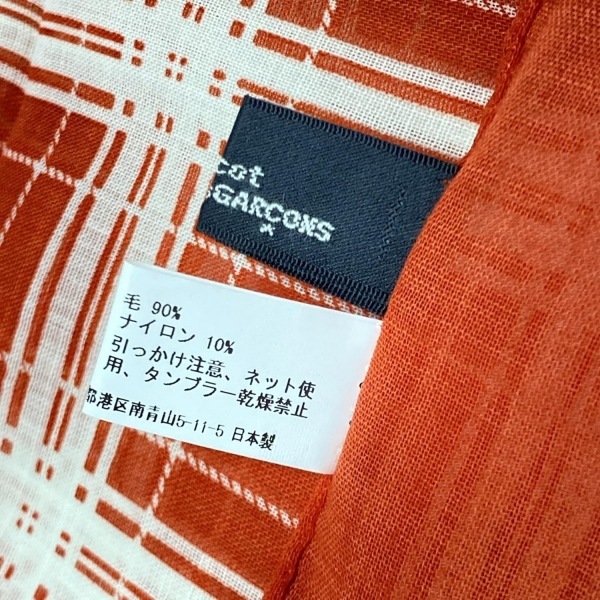 cot
GARCONS
毛 90%
ナイロン 10%
引っかけ注意、ネット使
用、タンブラー乾燥禁止
都港区南青山5-11-5 日本製